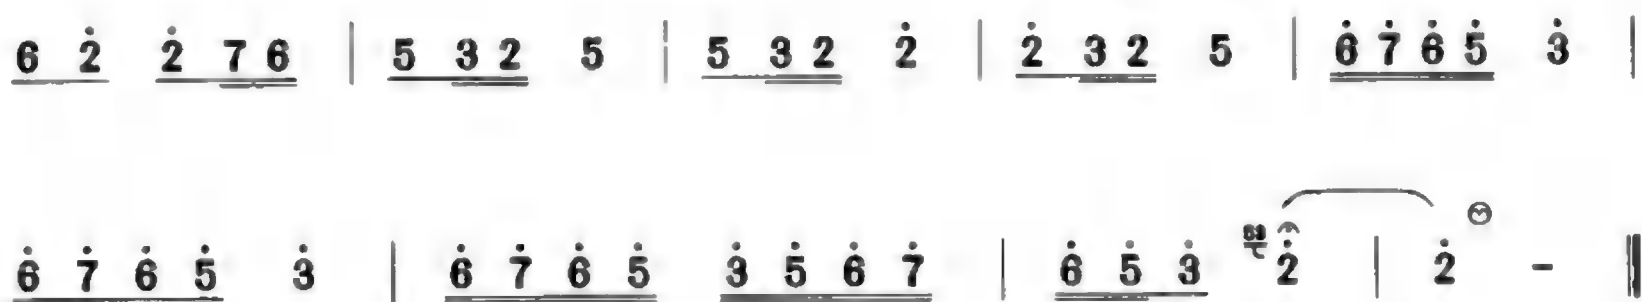 6 2̇ 2̇ 7 6 | 5 3 2 5 | 5 3 2 2̇ | 2̇ 3 2 5 | 6̇ 7̇ 6̇ 5̇ 3̇ |
6̇ 7̇ 6̇ 5̇ 3̇ | 6̇ 7̇ 6̇ 5̇ 3̇ 5̇ 6̇ 7̇ | 6̇ 5̇ 3̇ 2̇ | 2̇ - ‖